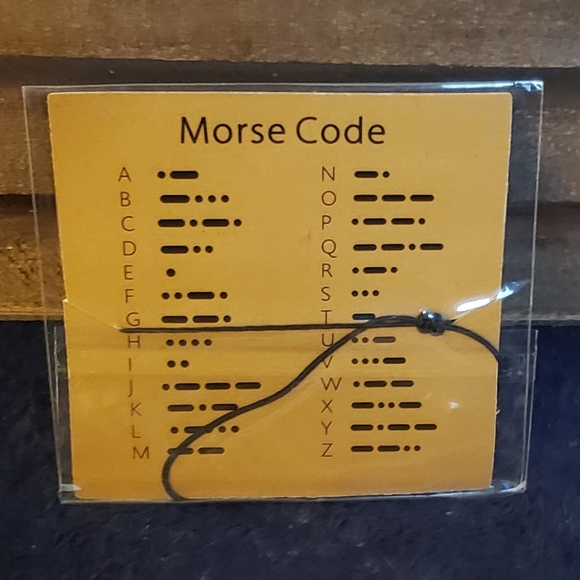 Morse Code
A •— N —•
B —••• O ———
C —•—• P •——•
D —•• Q ——•—
E • R •—•
F ••—• S •••
G ——• T —
H •••• U ••—
I •• V •••—
J •——— W •——
K —•— X —••—
L •—•• Y —•——
M —— Z ——••